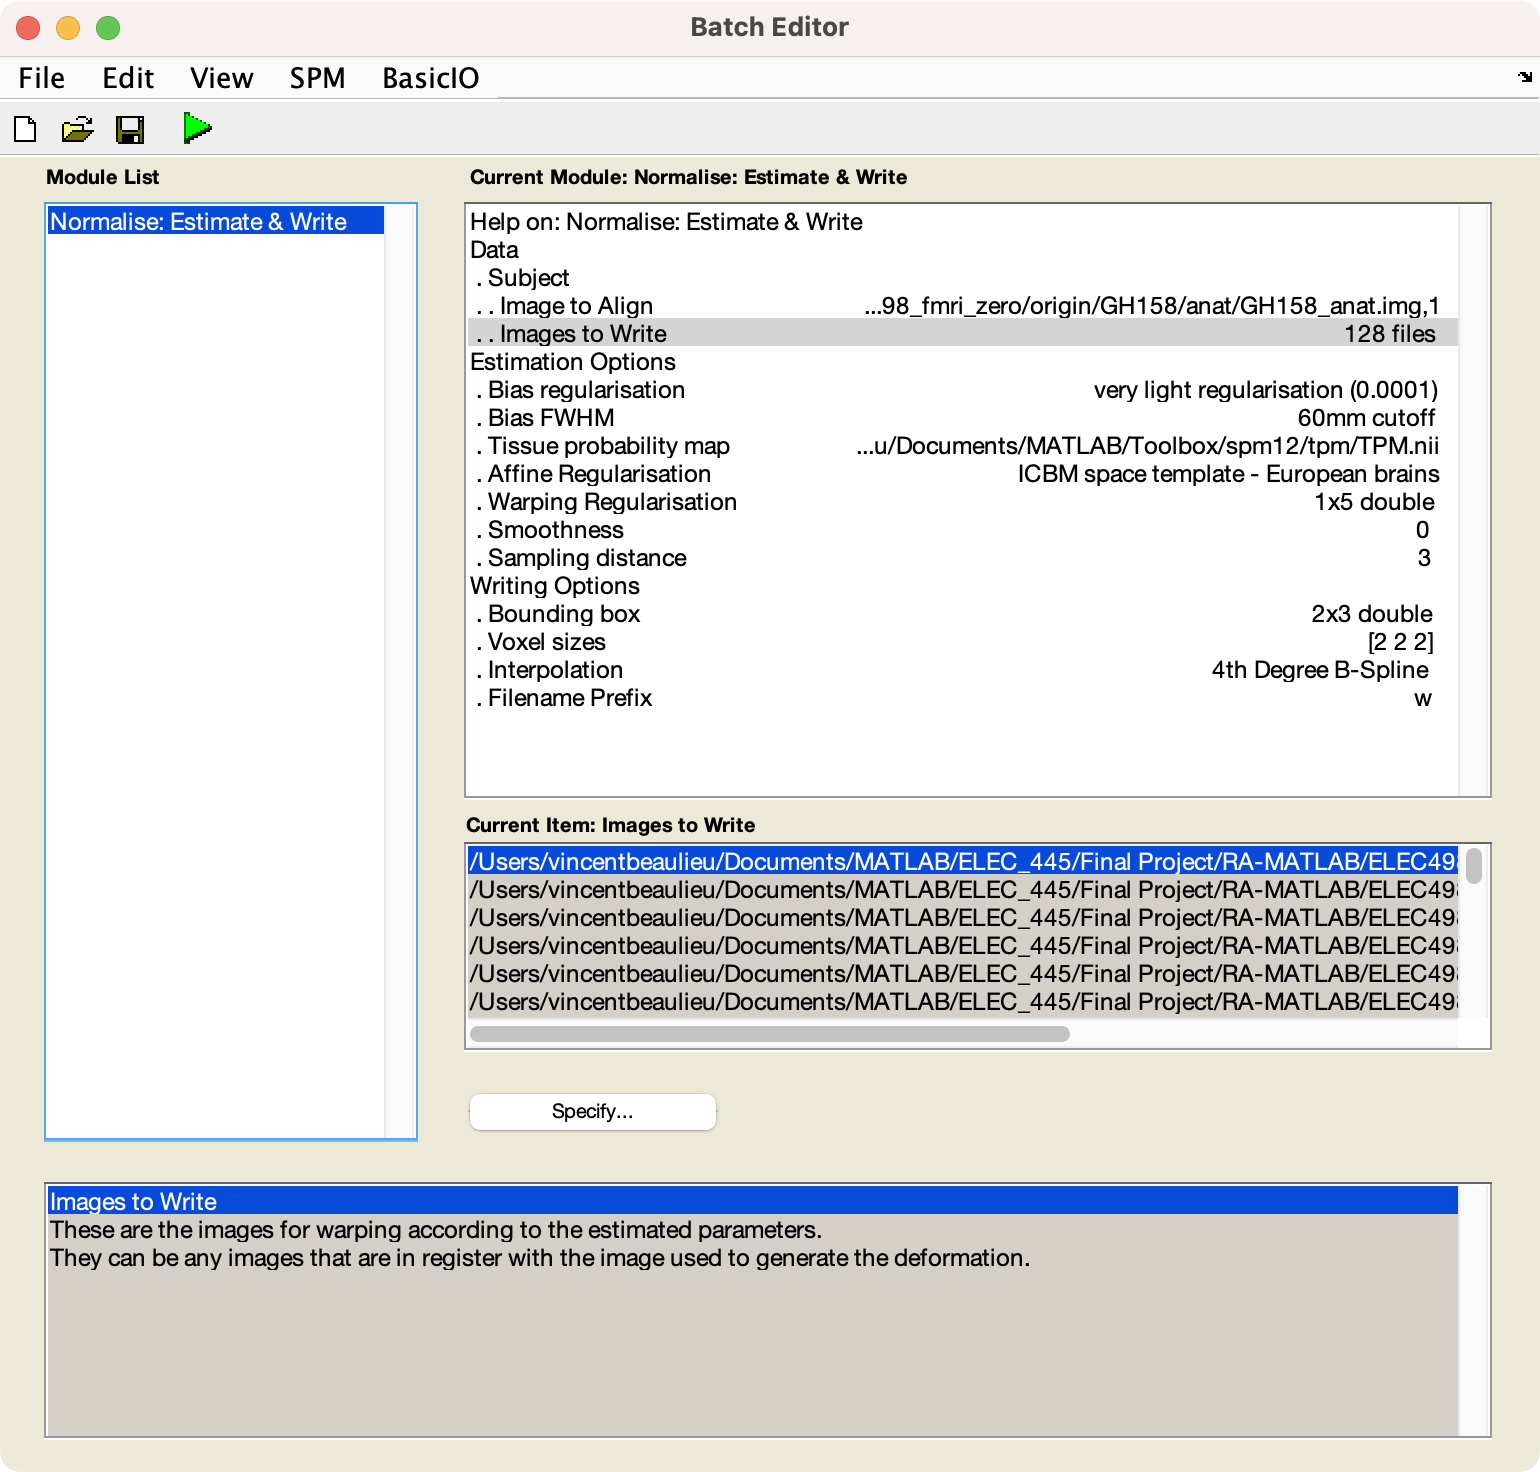 Batch Editor
File Edit View SPM BasicIO
Module List
Normalise: Estimate & Write
Current Module: Normalise: Estimate & Write
Help on: Normalise: Estimate & Write
Data
. Subject
. . Image to Align ...98_fmri_zero/origin/GH158/anat/GH158_anat.img,1
. . Images to Write 128 files
Estimation Options
. Bias regularisation very light regularisation (0.0001)
. Bias FWHM 60mm cutoff
. Tissue probability map ...u/Documents/MATLAB/Toolbox/spm12/tpm/TPM.nii
. Affine Regularisation ICBM space template - European brains
. Warping Regularisation 1x5 double
. Smoothness 0
. Sampling distance 3
Writing Options
. Bounding box 2x3 double
. Voxel sizes [2 2 2]
. Interpolation 4th Degree B-Spline
. Filename Prefix w
Current Item: Images to Write
/Users/vincentbeaulieu/Documents/MATLAB/ELEC_445/Final Project/RA-MATLAB/ELEC49
/Users/vincentbeaulieu/Documents/MATLAB/ELEC_445/Final Project/RA-MATLAB/ELEC49
/Users/vincentbeaulieu/Documents/MATLAB/ELEC_445/Final Project/RA-MATLAB/ELEC49
/Users/vincentbeaulieu/Documents/MATLAB/ELEC_445/Final Project/RA-MATLAB/ELEC49
/Users/vincentbeaulieu/Documents/MATLAB/ELEC_445/Final Project/RA-MATLAB/ELEC49
/Users/vincentbeaulieu/Documents/MATLAB/ELEC_445/Final Project/RA-MATLAB/ELEC49
Specify...
Images to Write
These are the images for warping according to the estimated parameters.
They can be any images that are in register with the image used to generate the deformation.